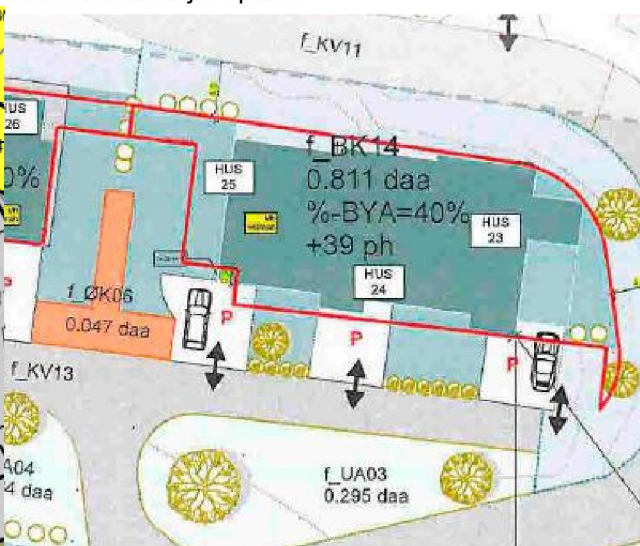 f_KV11
HUS
26
0%
HUS
25
f_BK14
0.811 daa
%-BYA=40%
+39 ph
HUS
23
HUS
24
f_ØK06
0.047 daa
P
P
P
P
f_KV13
A04
4 daa
f_UA03
0.295 daa